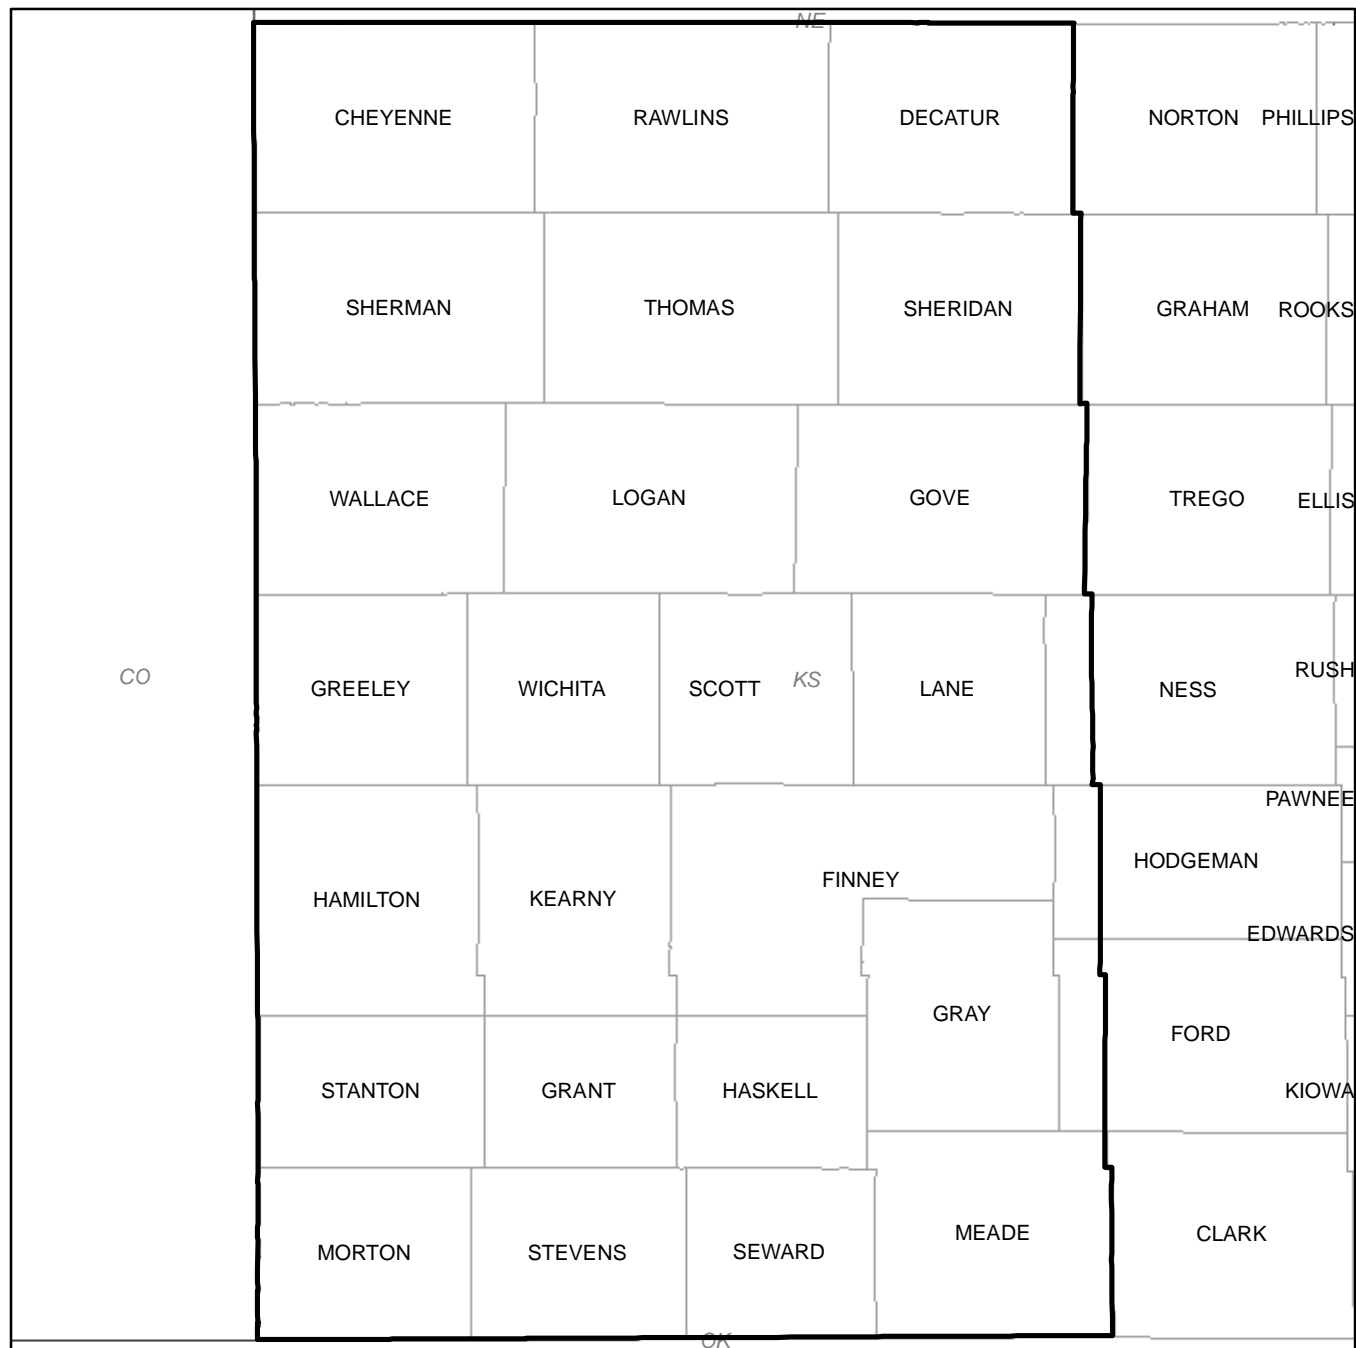 NE
CHEYENNE RAWLINS DECATUR NORTON PHILLIPS
SHERMAN THOMAS SHERIDAN GRAHAM ROOKS
WALLACE LOGAN GOVE TREGO ELLIS
CO GREELEY WICHITA SCOTT KS LANE NESS RUSH
PAWNEE
HODGEMAN
HAMILTON KEARNY FINNEY
EDWARDS
GRAY
FORD
STANTON GRANT HASKELL KIOWA
MORTON STEVENS SEWARD MEADE CLARK
OK